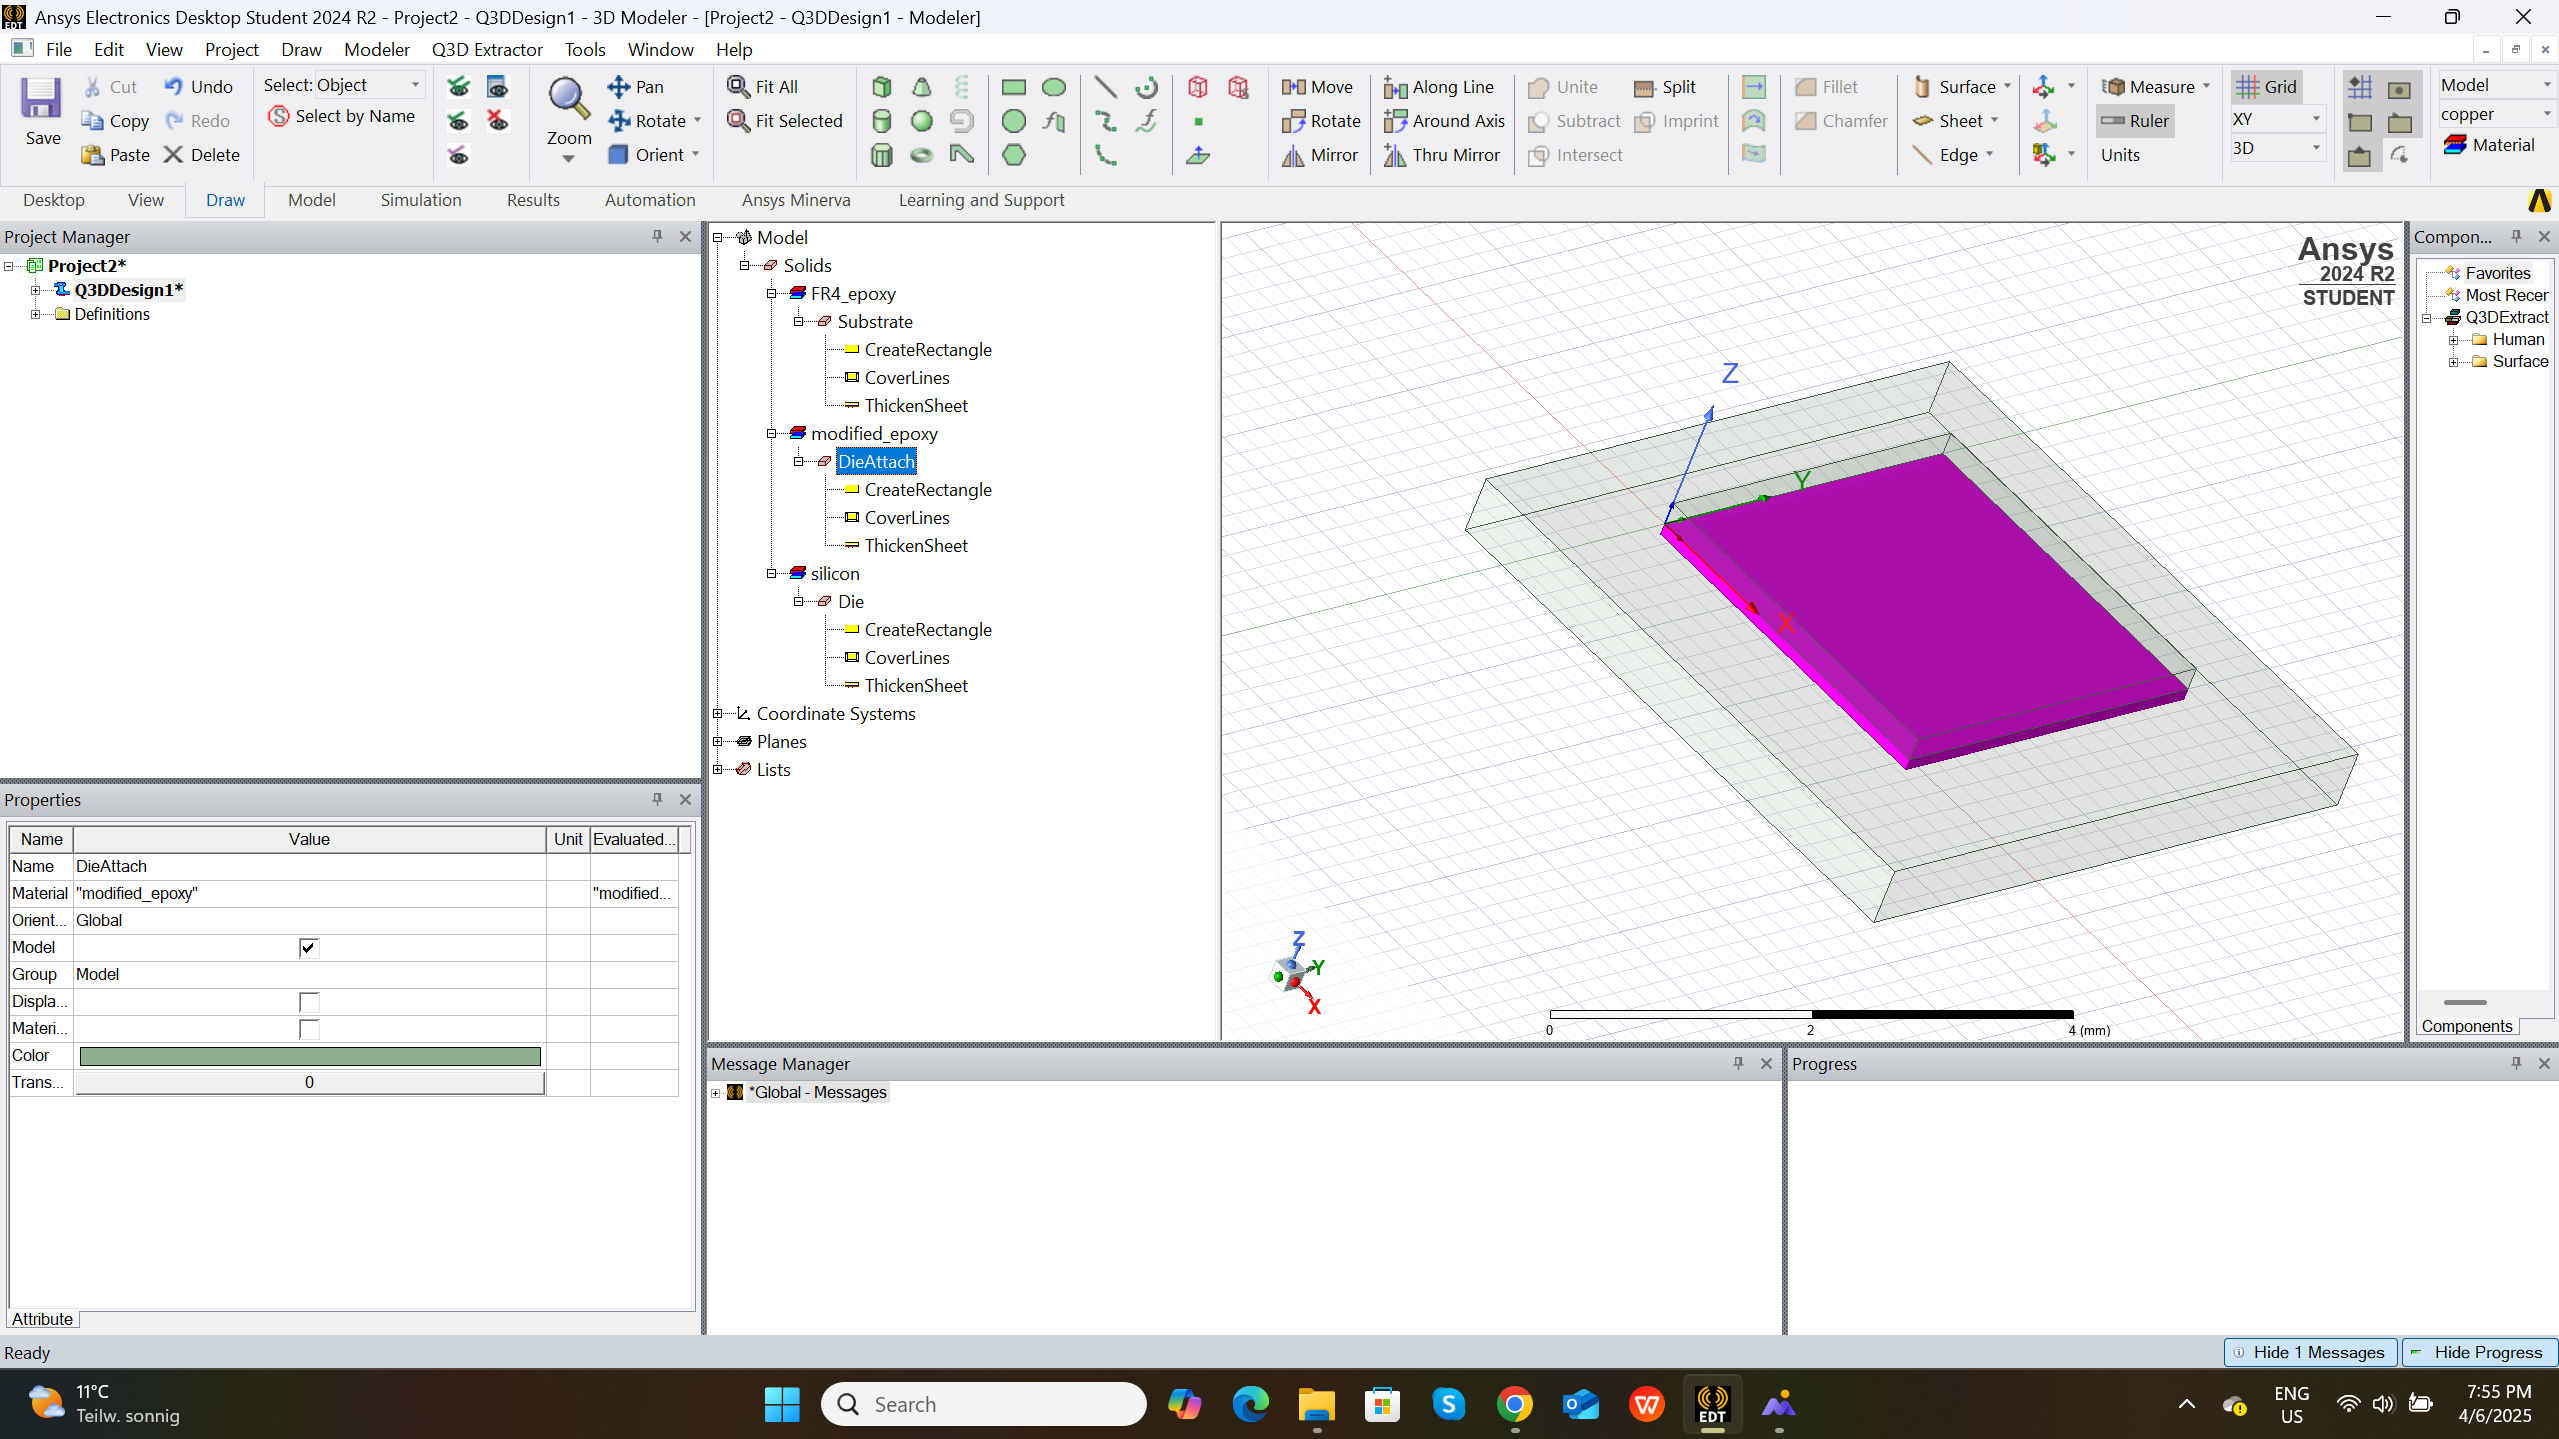 Ansys Electronics Desktop Student 2024 R2 - Project2 - Q3DDesign1 - 3D Modeler - [Project2 - Q3DDesign1 - Modeler]
File Edit View Project Draw Modeler Q3D Extractor Tools Window Help
Save
Cut
Copy
Paste
Undo
Redo
Delete
Select: Object
Select by Name
Zoom
Pan
Rotate
Orient
Fit All
Fit Selected
Move
Rotate
Mirror
Along Line
Around Axis
Thru Mirror
Unite
Subtract
Intersect
Split
Imprint
Fillet
Chamfer
Surface
Sheet
Edge
Measure
Ruler
Units
Grid
XY
3D
Model
copper
Material
Desktop View Draw Model Simulation Results Automation Ansys Minerva Learning and Support
Project Manager
Project2*
Q3DDesign1*
Definitions
Model
Solids
FR4_epoxy
Substrate
CreateRectangle
CoverLines
ThickenSheet
modified_epoxy
DieAttach
CreateRectangle
CoverLines
ThickenSheet
silicon
Die
CreateRectangle
CoverLines
ThickenSheet
Coordinate Systems
Planes
Lists
Ansys
2024 R2
STUDENT
Z
Y
X
Z
Y
X
0 2 4 (mm)
Compon...
Favorites
Most Recer
Q3DExtract
Human
Surface
Components
Properties
Name Value Unit Evaluated...
Name DieAttach
Material "modified_epoxy" "modified...
Orient... Global
Model
Group Model
Displa...
Materi...
Color
Trans... 0
Attribute
Message Manager
*Global - Messages
Progress
Ready
Hide 1 Messages
Hide Progress
11°C
Teilw. sonnig
Search
EDT
ENG
US
7:55 PM
4/6/2025